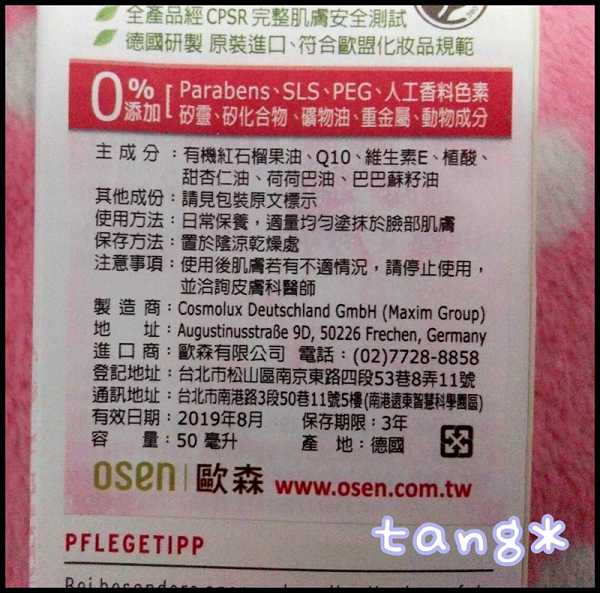 全產品經 CPSR 完整肌膚安全測試
德國研製 原裝進口、符合歐盟化妝品規範
0% 添加 [ Parabens、SLS、PEG、人工香料色素
矽靈、矽化合物、礦物油、重金屬、動物成分
主成分：有機紅石榴果油、Q10、維生素E、植酸、
甜杏仁油、荷荷巴油、巴巴蘇籽油
其他成份：請見包裝原文標示
使用方法：日常保養，適量均勻塗抹於臉部肌膚
保存方法：置於陰涼乾燥處
注意事項：使用後肌膚若有不適情況，請停止使用，
並洽詢皮膚科醫師
製造商：Cosmolux Deutschland GmbH (Maxim Group)
地址：Augustinusstraße 9D, 50226 Frechen, Germany
進口商：歐森有限公司 電話：(02)7728-8858
登記地址：台北市松山區南京東路四段53巷8弄11號
通訊地址：台北市南港路3段50巷11號5樓(南港遠東智慧科學園區)
有效日期：2019年8月 保存期限：3年
容量：50 毫升 產地：德國
osen | 歐森 www.osen.com.tw
PFLEGETIPP
Bei besonders
tang*